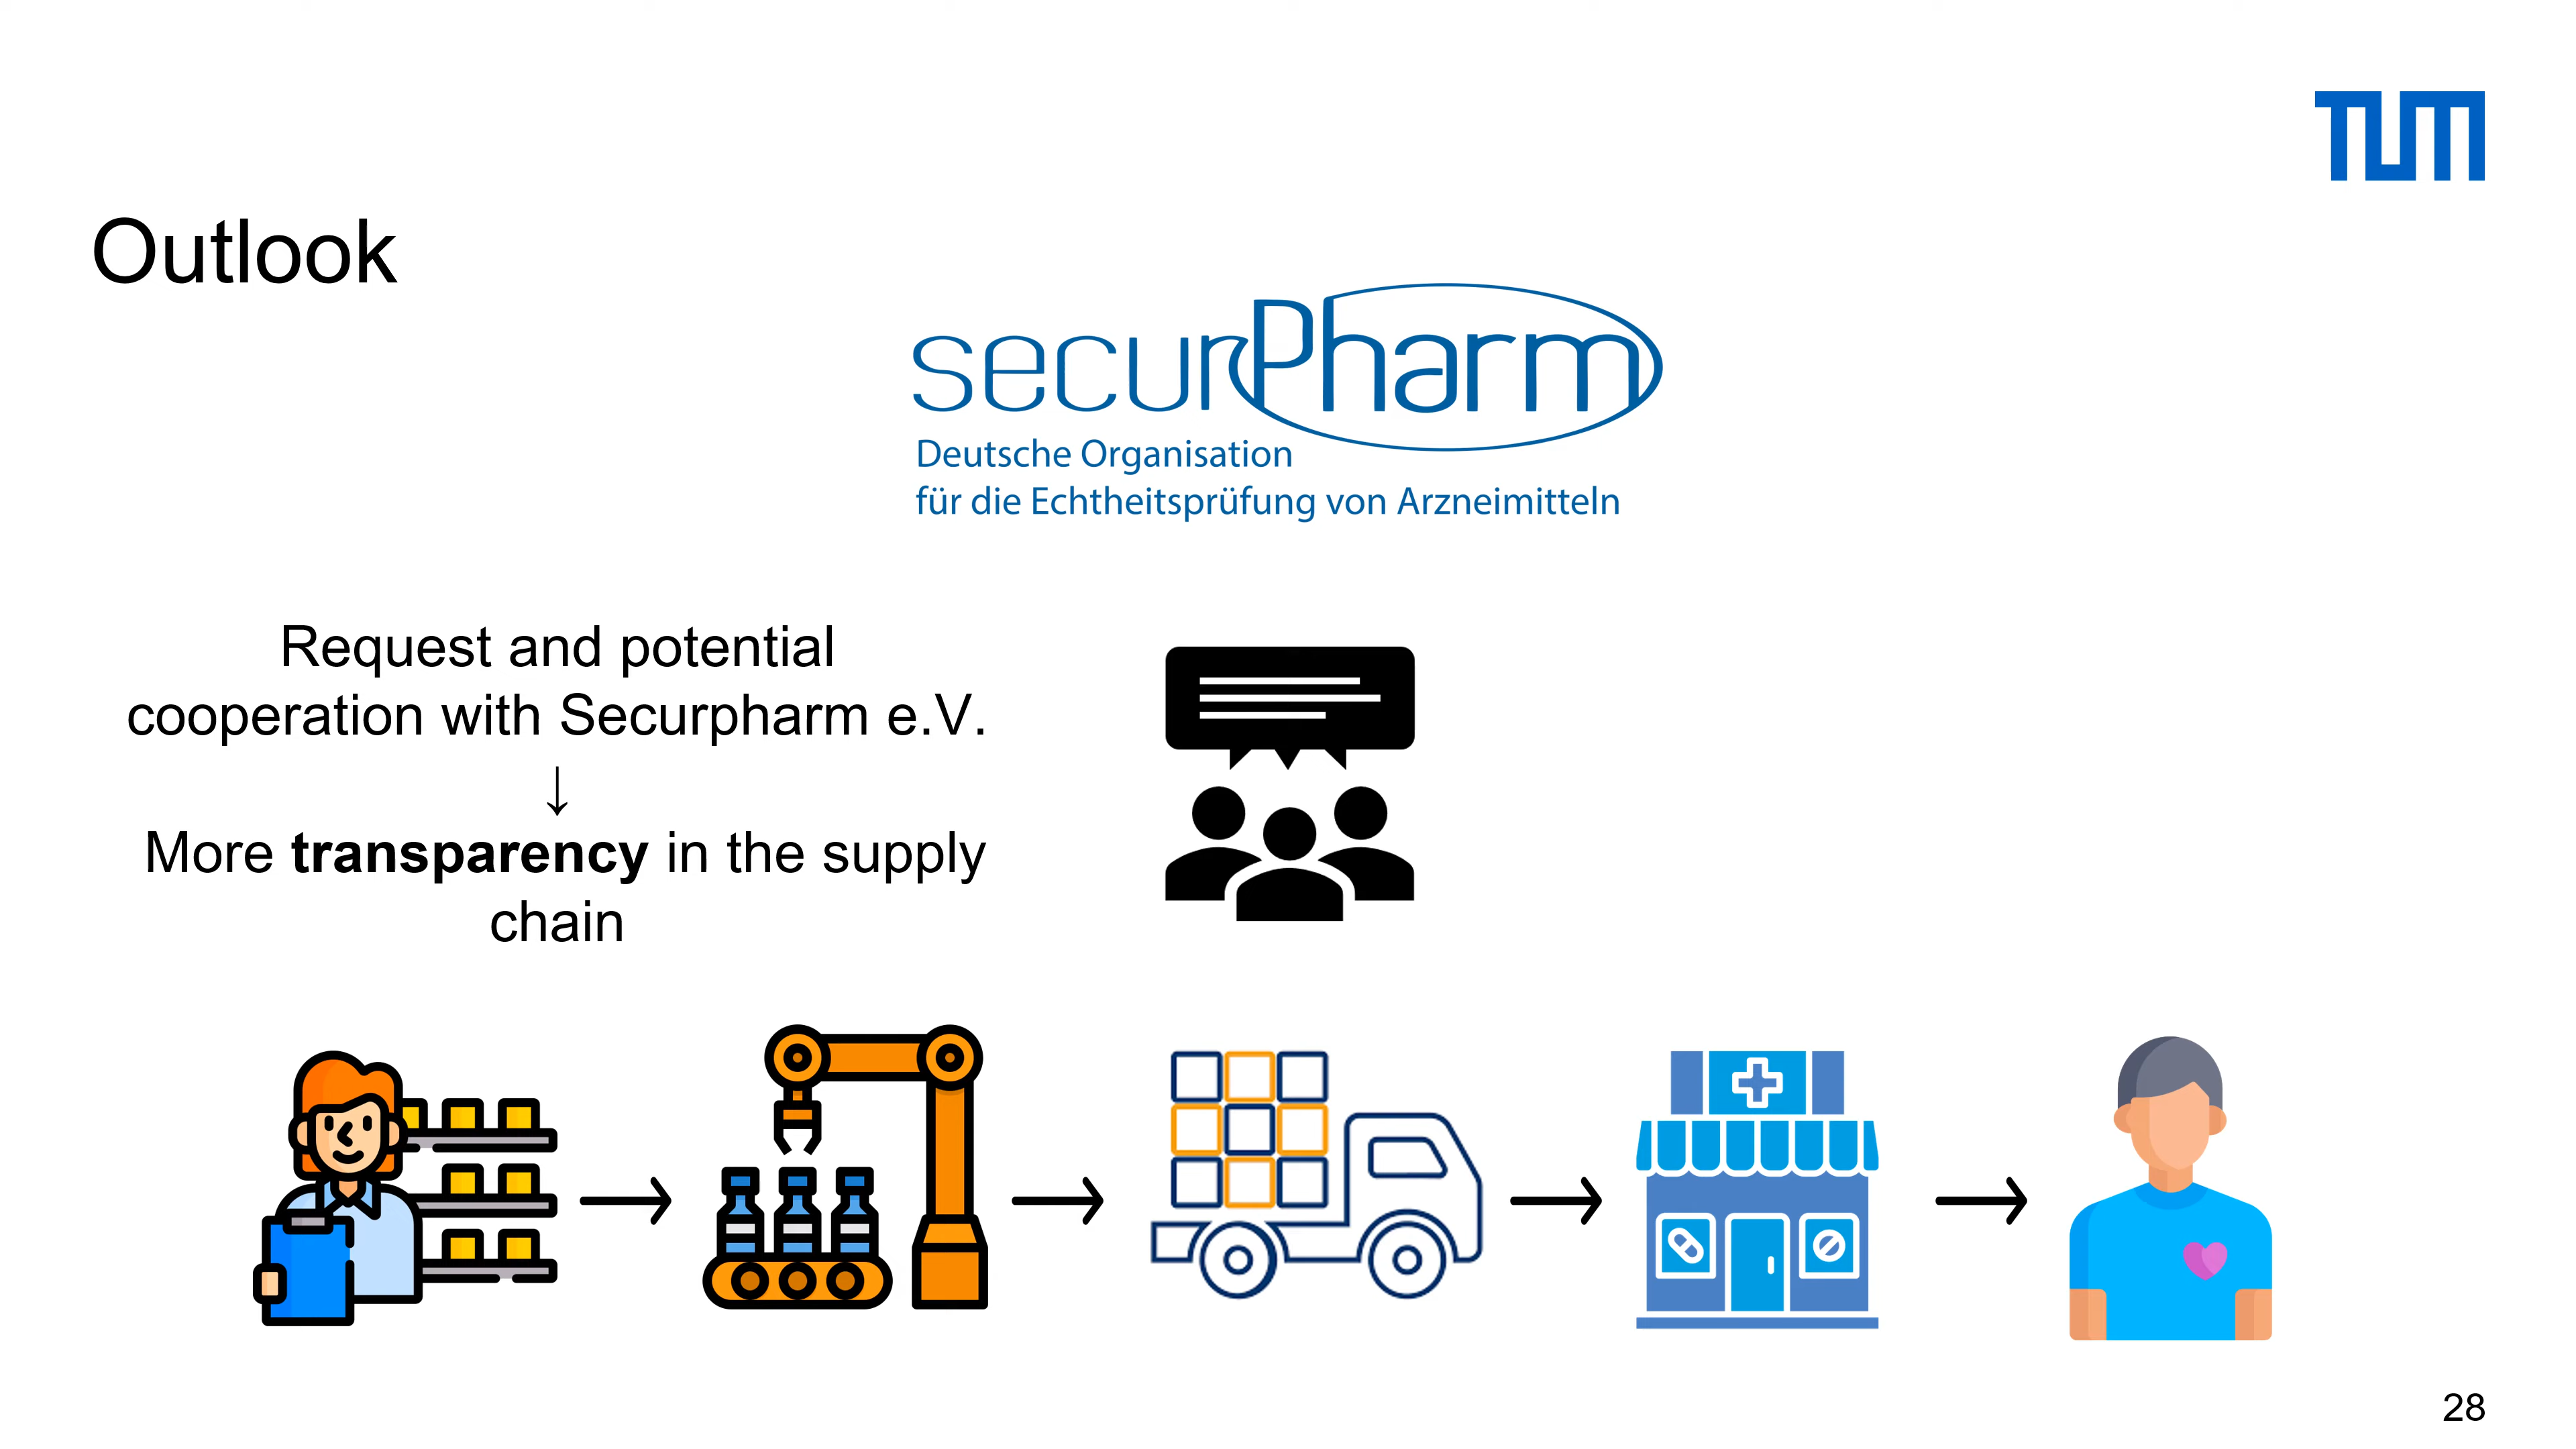 TUM
Outlook
securPharm
Deutsche Organisation
für die Echtheitsprüfung von Arzneimitteln
Request and potential
cooperation with Securpharm e.V.
↓
More transparency in the supply
chain
28